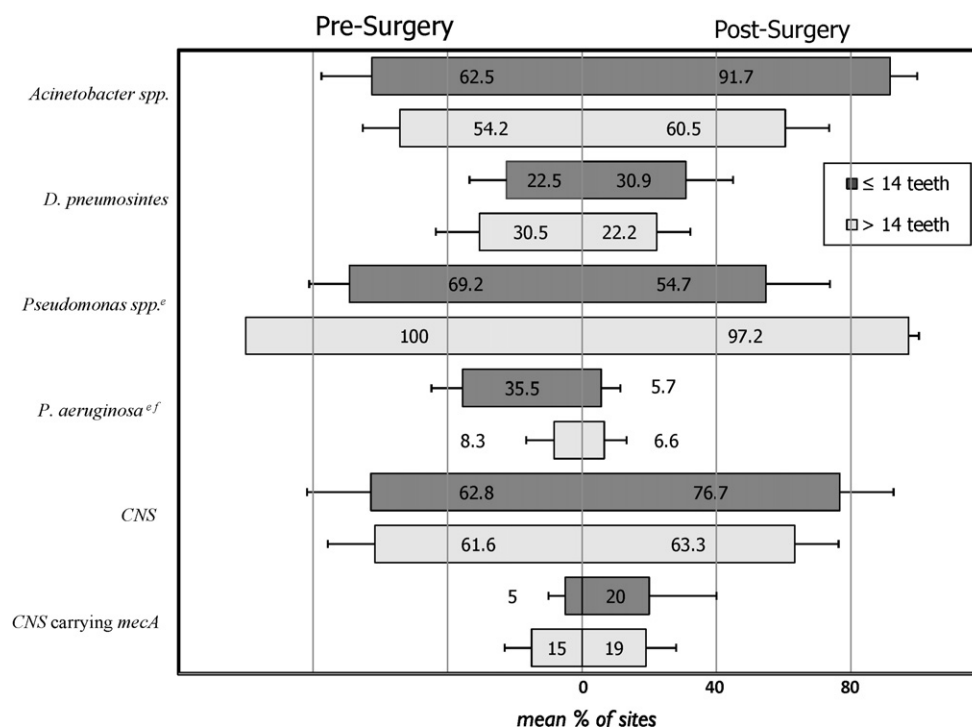 Pre-Surgery Post-Surgery
Acinetobacter spp. 62.5 91.7
54.2 60.5
≤ 14 teeth
> 14 teeth
D. pneumosintes 22.5 30.9
30.5 22.2
Pseudomonas spp.ᵉ 69.2 54.7
100 97.2
P. aeruginosa ᵉᶠ 35.5 5.7
8.3 6.6
CNS 62.8 76.7
61.6 63.3
CNS carrying mecA 5 20
15 19
0 40 80
mean % of sites